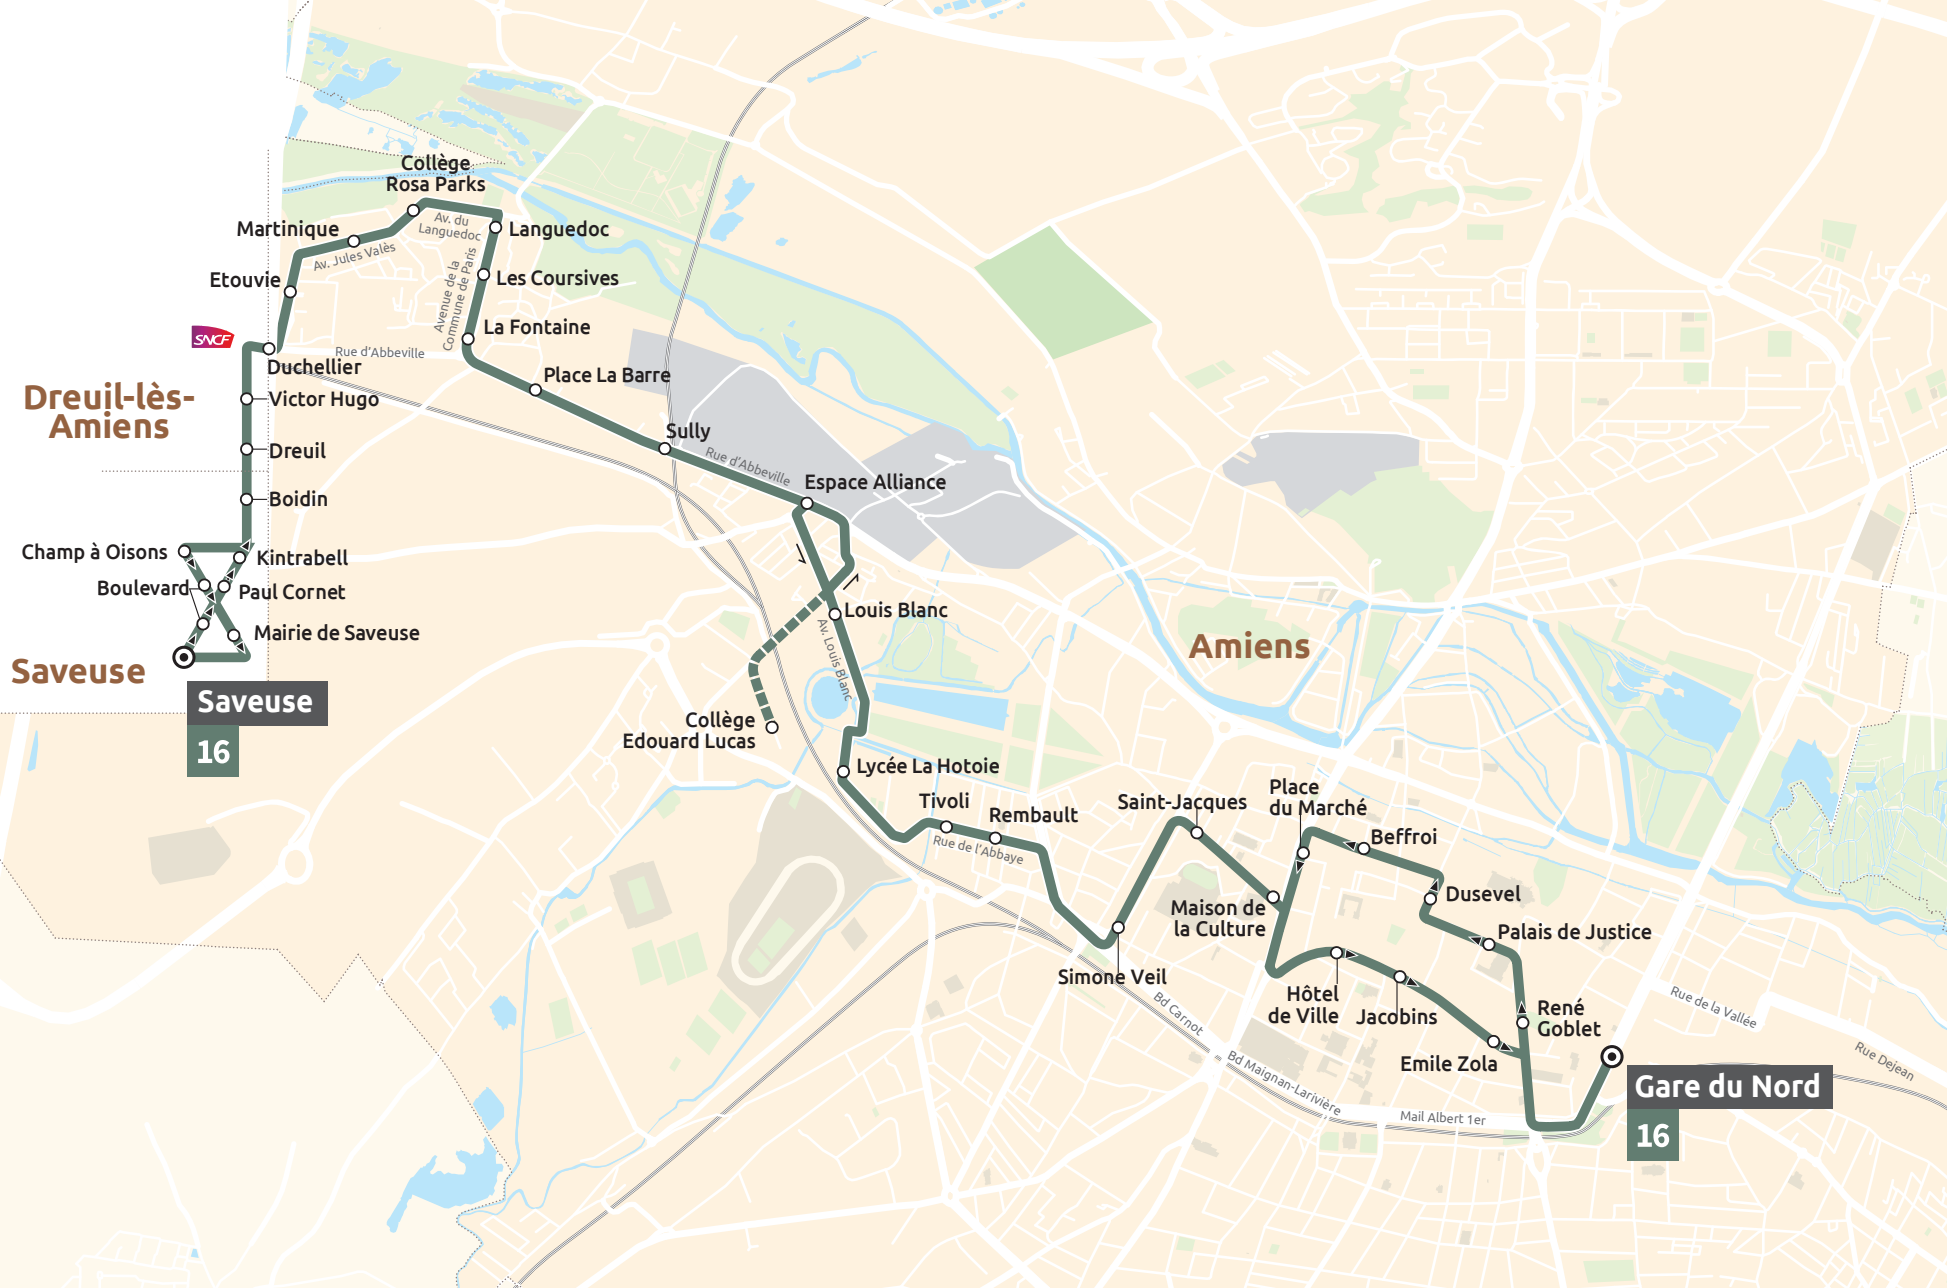 Collège
Rosa Parks
Av. du
Languedoc
Martinique
Languedoc
Av. Jules Valès
Etouvie
Avenue de la
Commune de Paris
Les Coursives
La Fontaine
SNCF
Rue d'Abbeville
Duchellier
Place La Barre
Dreuil-lès-
Amiens
Victor Hugo
Sully
Dreuil
Rue d'Abbeville
Espace Alliance
Boidin
Champ à Oisons
Kintrabell
Boulevard
Paul Cornet
Louis Blanc
Mairie de Saveuse
Av. Louis Blanc
Amiens
Saveuse
Saveuse
16
Collège
Edouard Lucas
Lycée La Hotoie
Tivoli
Rembault
Rue de l'Abbaye
Saint-Jacques
Place
du Marché
Beffroi
Dusevel
Maison de
la Culture
Palais de Justice
Simone Veil
Hôtel
de Ville
Jacobins
René
Goblet
Bd Carnot
Rue de la Vallée
Emile Zola
Bd Maignan-Larivière
Rue Dejean
Gare du Nord
16
Mail Albert 1er